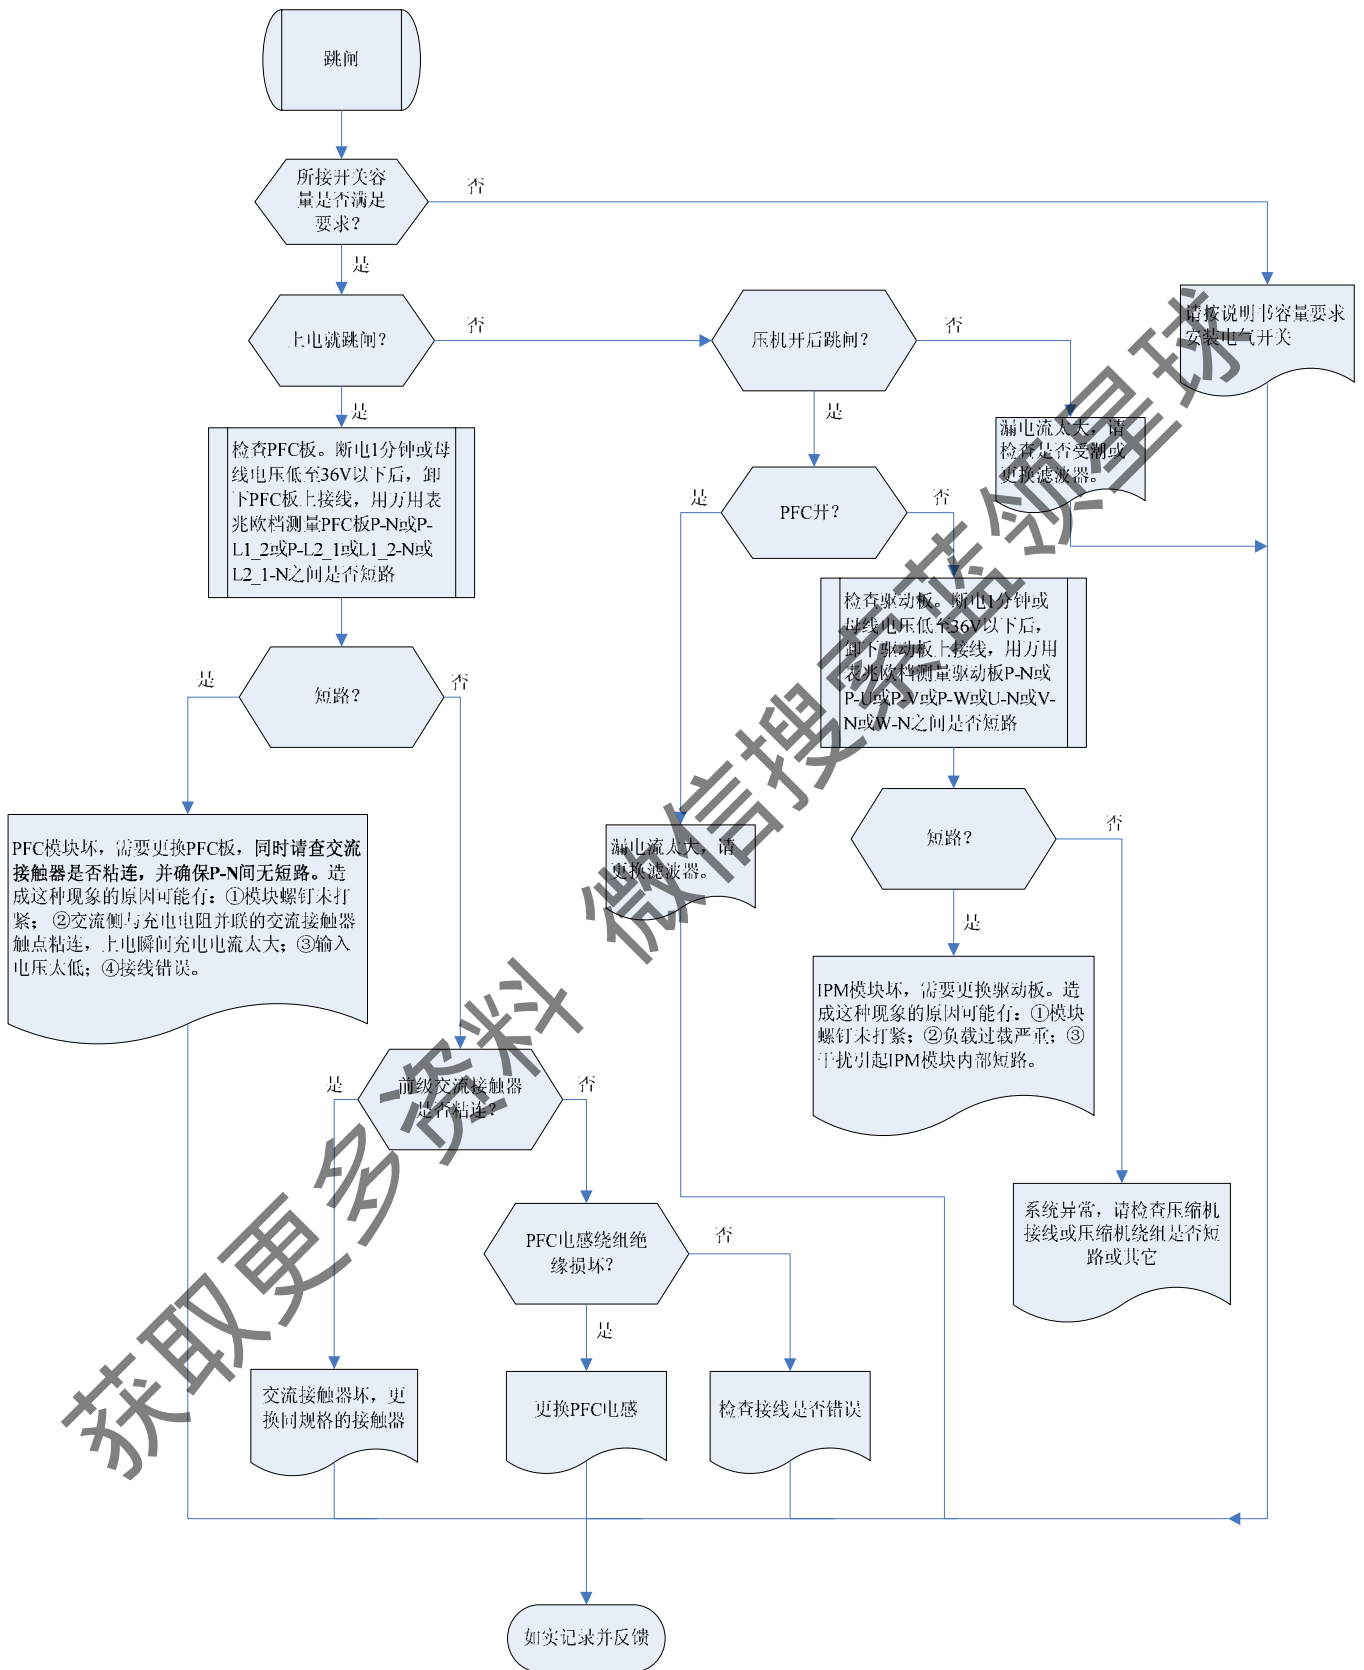 跳闸
所接开关容
量是否满足
要求？
否
是
上电就跳闸？
否
压机开后跳闸？
否
请按说明书容量要求
安装电气开关
是
是
检查PFC板。断电1分钟或母
线电压低至36V以下后，卸
下PFC板上接线，用万用表
兆欧档测量PFC板P-N或P-
L1_2或P-L2_1或L1_2-N或
L2_1-N之间是否短路
漏电流太大，请
检查是否受潮或
更换滤波器。
是
PFC开？
否
检查驱动板。断电1分钟或
母线电压低至36V以下后，
卸下驱动板上接线，用万用
表兆欧档测量驱动板P-N或
P-U或P-V或P-W或U-N或V-
N或W-N之间是否短路
是
短路？
否
漏电流太大，请
更换滤波器。
短路？
否
是
PFC模块坏，需要更换PFC板，同时请查交流
接触器是否粘连，并确保P-N间无短路。造
成这种现象的原因可能有：①模块螺钉未打
紧；②交流侧与充电电阻并联的交流接触器
触点粘连，上电瞬间充电电流太大；③输入
电压太低；④接线错误。
IPM模块坏，需要更换驱动板。造
成这种现象的原因可能有：①模块
螺钉未打紧；②负载过载严重；③
干扰引起IPM模块内部短路。
是
前级交流接触器
是否粘连？
否
系统异常，请检查压缩机
接线或压缩机绕组是否短
路或其它
PFC电感绕组绝
缘损坏？
否
是
交流接触器坏，更
换同规格的接触器
更换PFC电感
检查接线是否错误
如实记录并反馈
获取更多资料 微信搜索蓝领星球